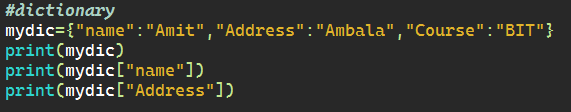 #dictionary
mydic={"name":"Amit","Address":"Ambala","Course":"BIT"}
print(mydic)
print(mydic["name"])
print(mydic["Address"])